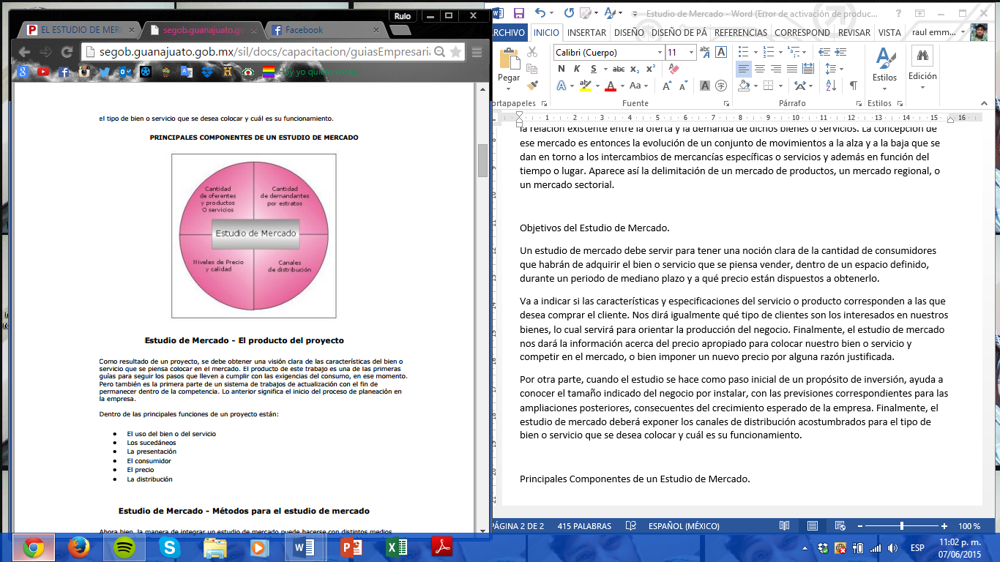 Rulo
EL ESTUDIO DE MER
segob.guanajuato.go
Facebook
segob.guanajuato.gob.mx/sil/docs/capacitacion/guiasEmpresari
el tipo de bien o servicio que se desea colocar y cuál es su funcionamiento.
PRINCIPALES COMPONENTES DE UN ESTUDIO DE MERCADO
Cantidad
de oferentes
y productos
O servicios
Cantidad
de demandantes
por estratos
Estudio de Mercado
Niveles de Precio
y calidad
Canales
de distribución
Estudio de Mercado - El producto del proyecto
Como resultado de un proyecto, se debe obtener una visión clara de las características del bien o
servicio que se piensa colocar en el mercado. El producto de este trabajo es una de las primeras
guías para seguir los pasos que lleven a cumplir con las exigencias del consumo, en ese momento.
Pero también es la primera parte de un sistema de trabajos de actualización con el fin de
permanecer dentro de la competencia. Lo anterior significa el inicio del proceso de planeación en
la empresa.
Dentro de las principales funciones de un proyecto están:
● El uso del bien o del servicio
● Los sucedáneos
● La presentación
● El consumidor
● El precio
● La distribución
Estudio de Mercado - Métodos para el estudio de mercado
Ahora bien, la manera de integrar un estudio de mercado puede hacerse con distintos medios
Estudio de Mercado - Word (Error de activación de produc...
ARCHIVO INICIO INSERTAR DISEÑO DISEÑO DE PÁ REFERENCIAS CORRESPOND REVISAR VISTA raul emm...
Calibri (Cuerpo) 11
Pegar
N K S abc x₂ x²
Aa
Estilos
Edición
ortapapeles Fuente Párrafo Estilos
1 2 3 4 5 6 7 8 9 10 11 12 13 14 15 16
la relación existente entre la oferta y la demanda de dichos bienes o servicios. La concepción de
ese mercado es entonces la evolución de un conjunto de movimientos a la alza y a la baja que se
dan en torno a los intercambios de mercancías específicas o servicios y además en función del
tiempo o lugar. Aparece así la delimitación de un mercado de productos, un mercado regional, o
un mercado sectorial.
Objetivos del Estudio de Mercado.
Un estudio de mercado debe servir para tener una noción clara de la cantidad de consumidores
que habrán de adquirir el bien o servicio que se piensa vender, dentro de un espacio definido,
durante un periodo de mediano plazo y a qué precio están dispuestos a obtenerlo.
Va a indicar si las características y especificaciones del servicio o producto corresponden a las que
desea comprar el cliente. Nos dirá igualmente qué tipo de clientes son los interesados en nuestros
bienes, lo cual servirá para orientar la producción del negocio. Finalmente, el estudio de mercado
nos dará la información acerca del precio apropiado para colocar nuestro bien o servicio y
competir en el mercado, o bien imponer un nuevo precio por alguna razón justificada.
Por otra parte, cuando el estudio se hace como paso inicial de un propósito de inversión, ayuda a
conocer el tamaño indicado del negocio por instalar, con las previsiones correspondientes para las
ampliaciones posteriores, consecuentes del crecimiento esperado de la empresa. Finalmente, el
estudio de mercado deberá exponer los canales de distribución acostumbrados para el tipo de
bien o servicio que se desea colocar y cuál es su funcionamiento.
Principales Componentes de un Estudio de Mercado.
PÁGINA 2 DE 2 415 PALABRAS ESPAÑOL (MÉXICO) 100 %
ESP
11:02 p. m.
07/06/2015